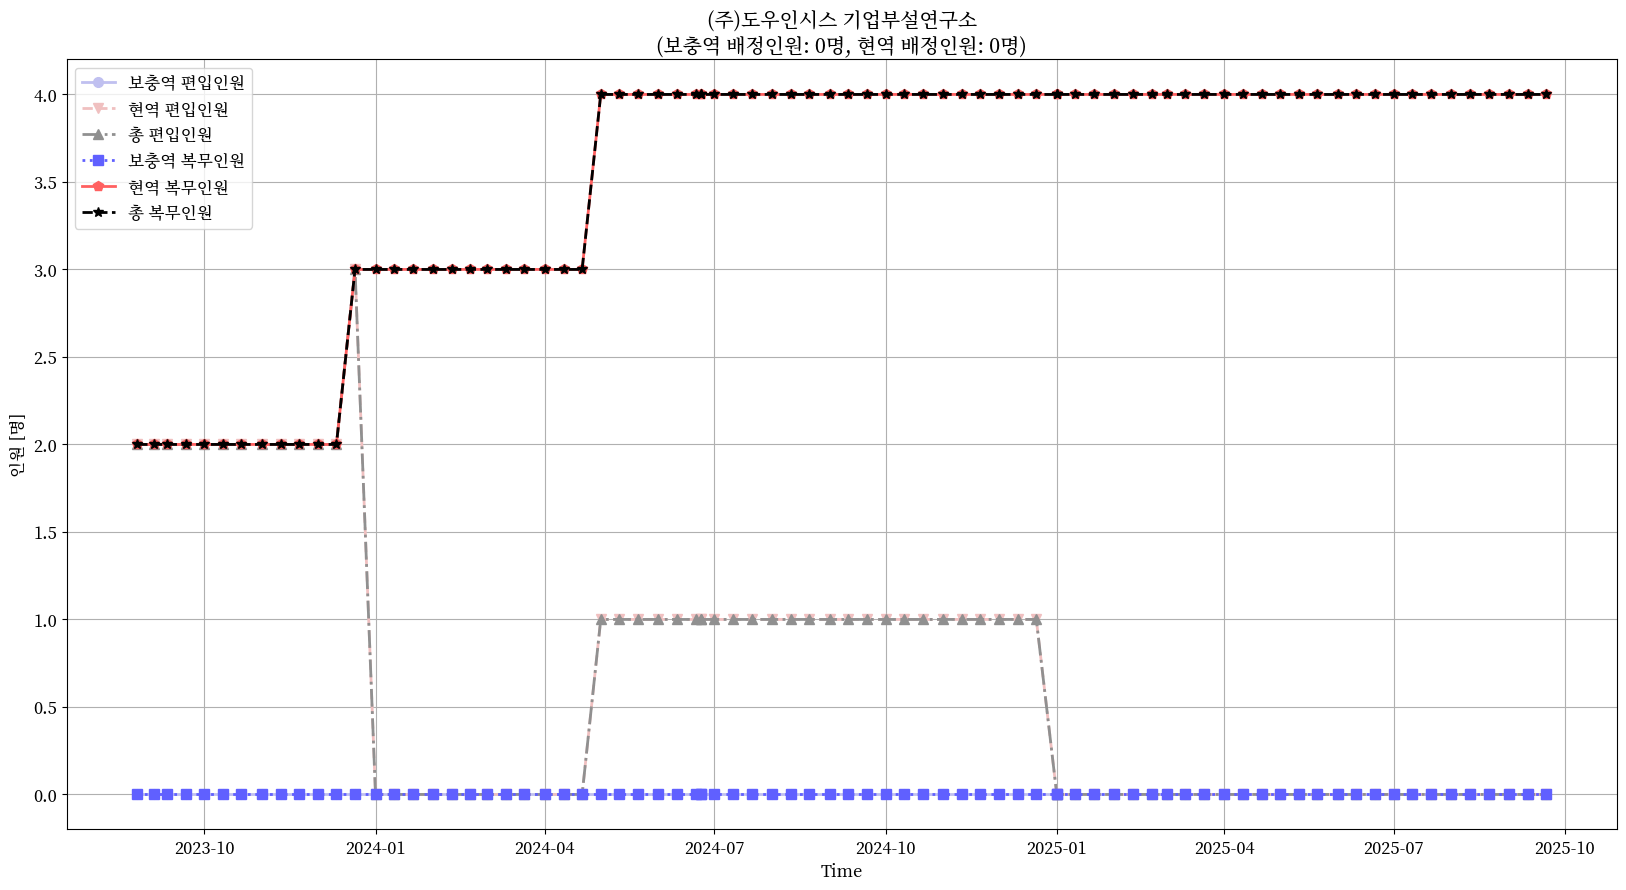 (주)도우인시스 기업부설연구소
(보충역 배정인원: 0명, 현역 배정인원: 0명)
보충역 편입인원
현역 편입인원
총 편입인원
보충역 복무인원
현역 복무인원
총 복무인원
4.0
3.5
3.0
2.5
2.0
1.5
1.0
0.5
0.0
인원 [명]
2023-10
2024-01
2024-04
2024-07
2024-10
2025-01
2025-04
2025-07
2025-10
Time